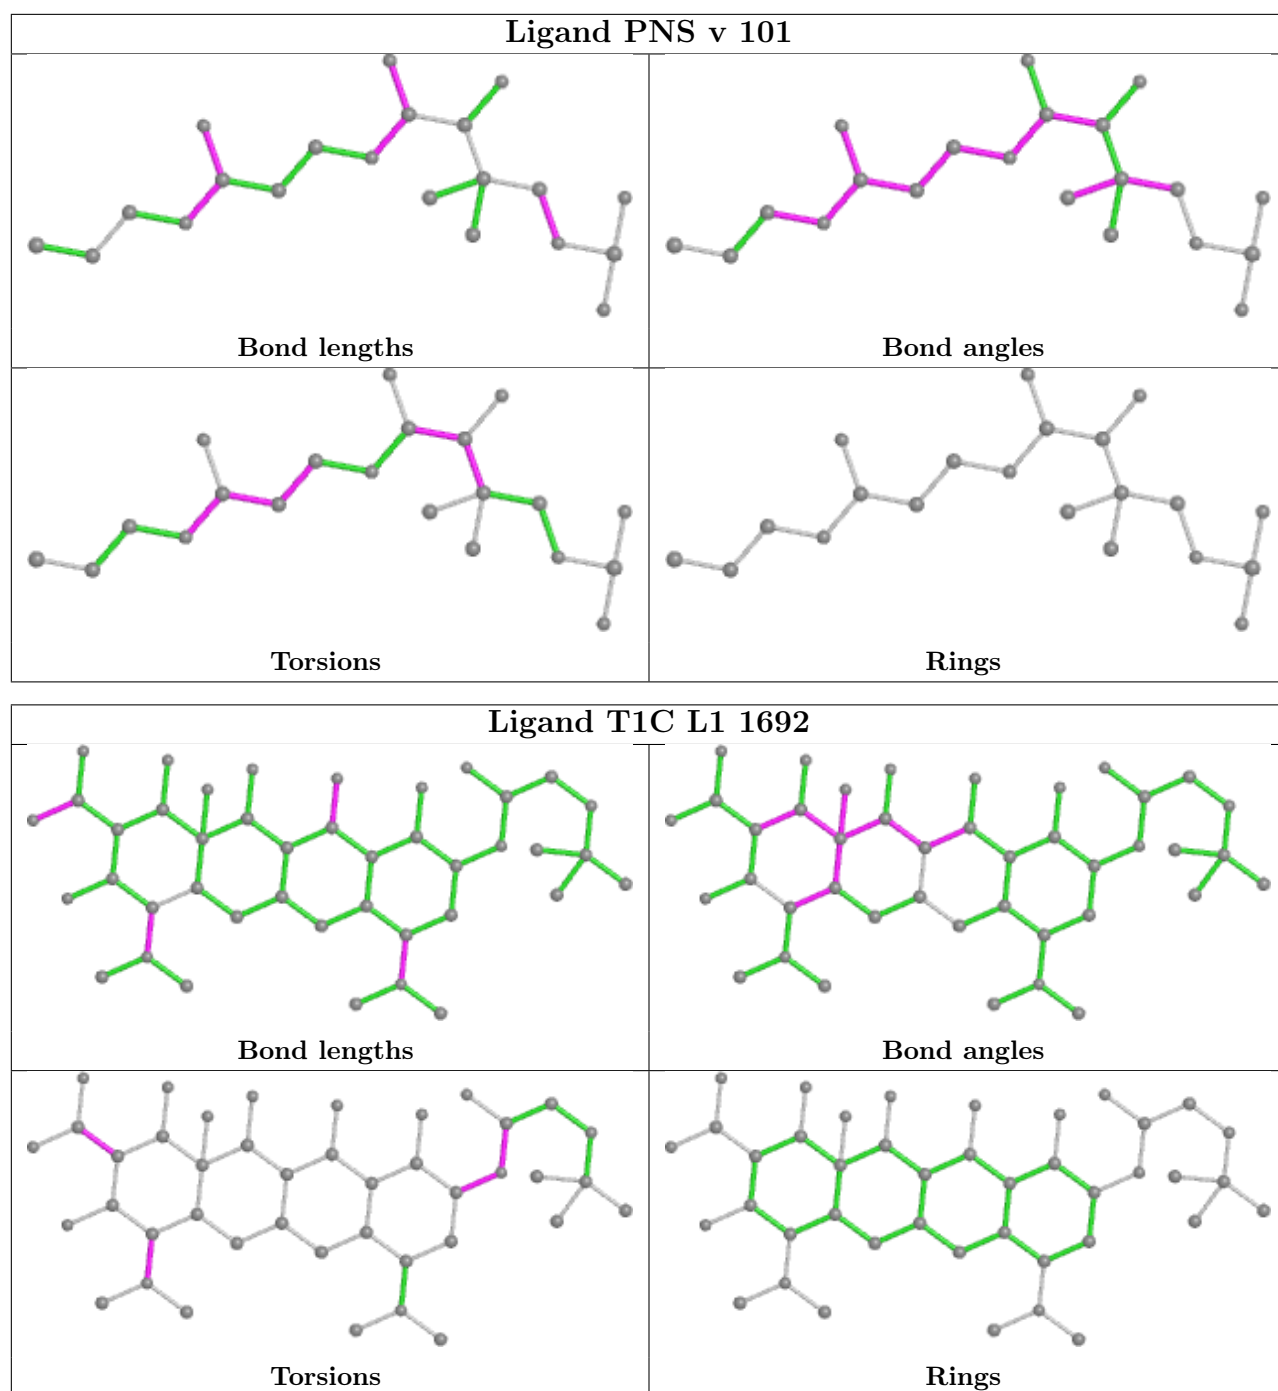 Ligand PNS v 101
Bond lengths
Bond angles
Torsions
Rings
Ligand T1C L1 1692
Bond lengths
Bond angles
Torsions
Rings